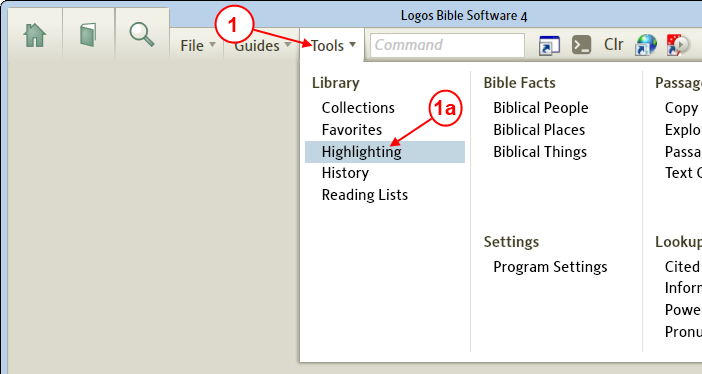 Logos Bible Software 4
1
File Guides Tools Command Clr
Library
Collections
Favorites
Highlighting
History
Reading Lists
1a
Bible Facts
Biblical People
Biblical Places
Biblical Things
Settings
Program Settings
Passag
Copy
Explo
Passa
Text C
Lookup
Cited
Inform
Powe
Pronu